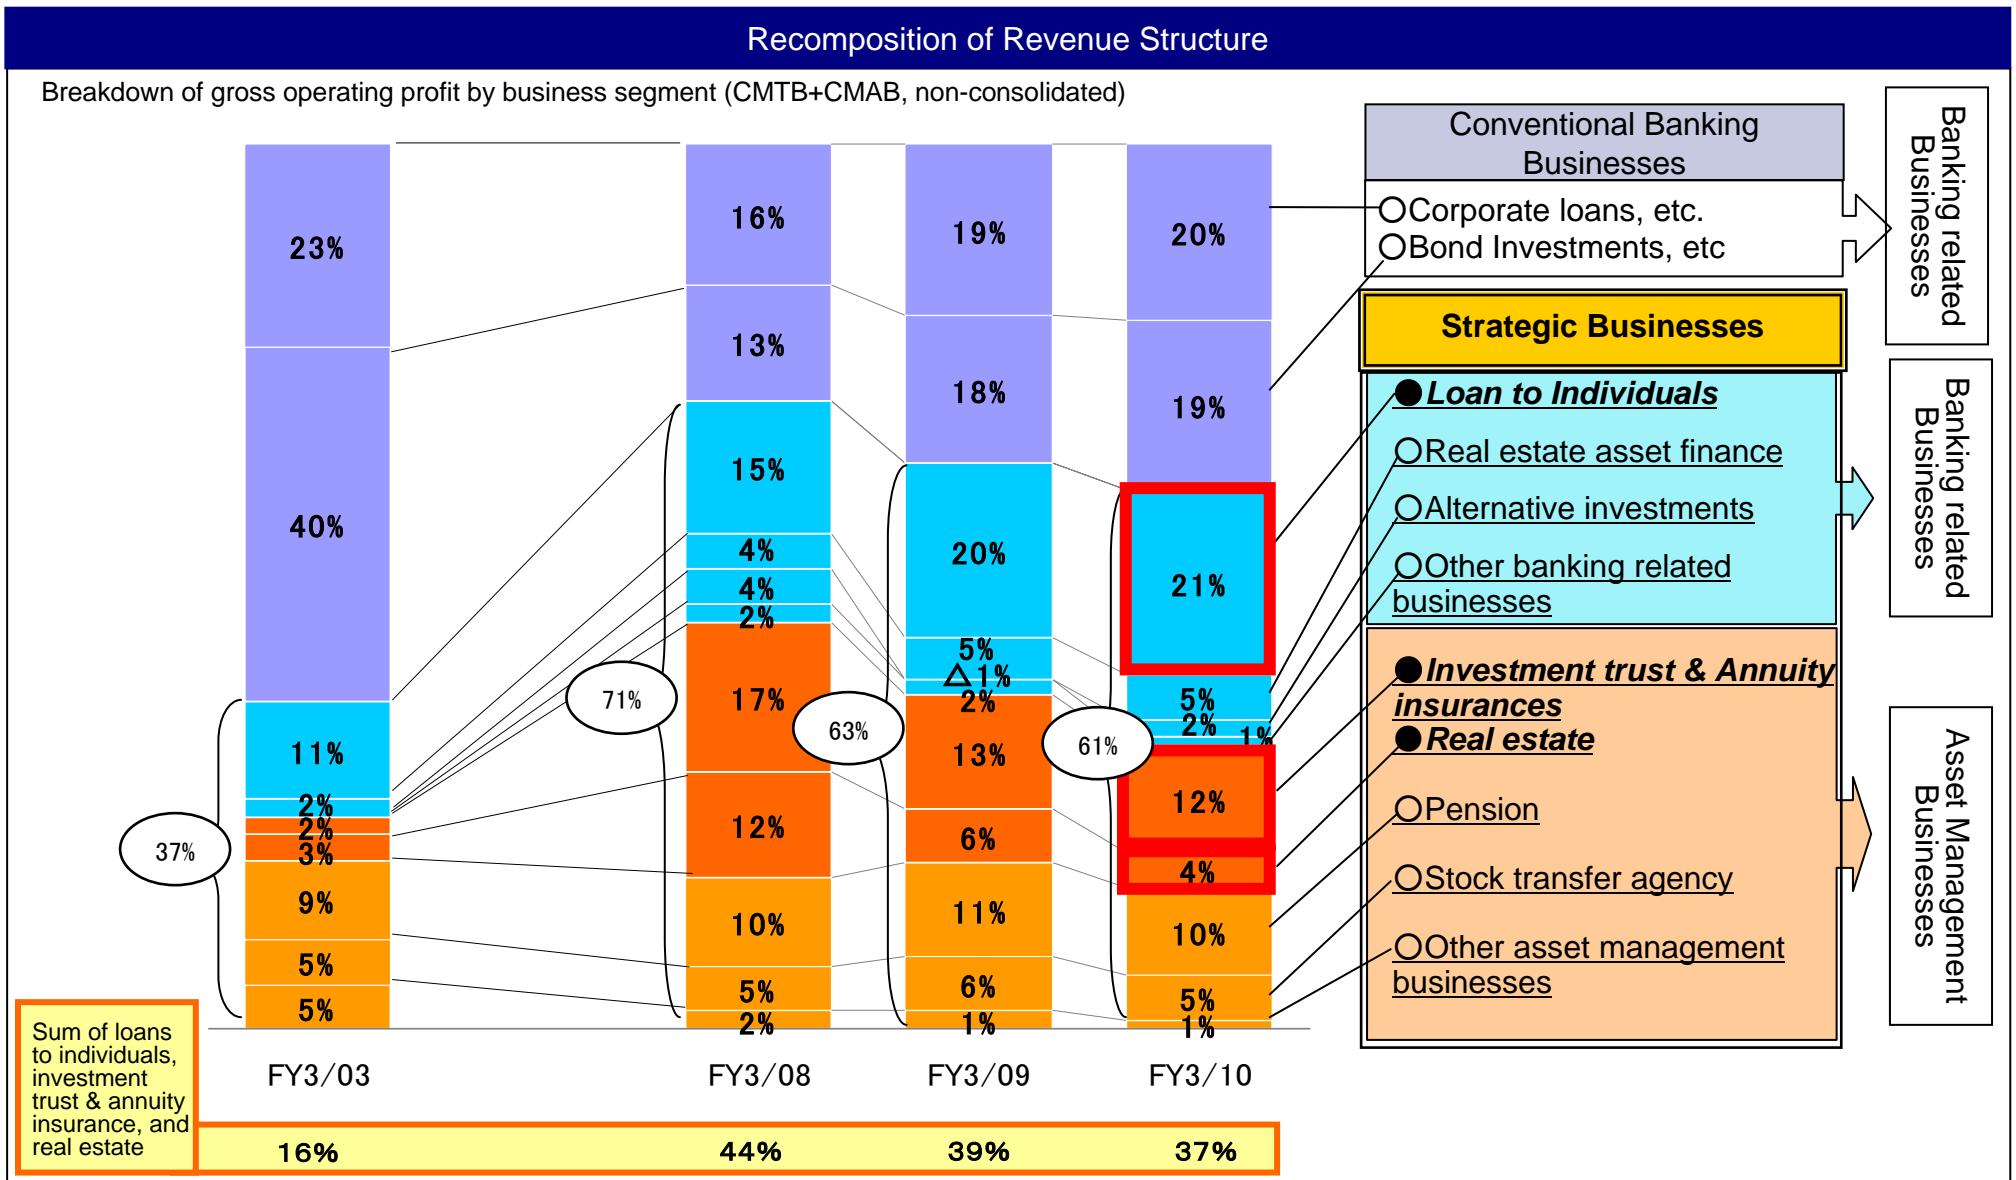 Recomposition of Revenue Structure
Breakdown of gross operating profit by business segment (CMTB+CMAB, non-consolidated)
23%
40%
11%
2%
2%
3%
9%
5%
5%
37%
FY3/03
16%
13%
15%
4%
4%
2%
17%
12%
10%
5%
2%
71%
FY3/08
19%
18%
20%
5%
△1%
2%
13%
6%
11%
6%
1%
63%
FY3/09
20%
19%
21%
5%
2%
1%
12%
4%
10%
5%
1%
61%
FY3/10
Conventional Banking
Businesses
○Corporate loans, etc.
○Bond Investments, etc
Banking related
Businesses
Strategic Businesses
●Loan to Individuals
○Real estate asset finance
○Alternative investments
○Other banking related
businesses
Banking related
Businesses
●Investment trust & Annuity
insurances
●Real estate
○Pension
○Stock transfer agency
○Other asset management
businesses
Asset Management
Businesses
Sum of loans
to individuals,
investment
trust & annuity
insurance, and
real estate
16%
44%
39%
37%